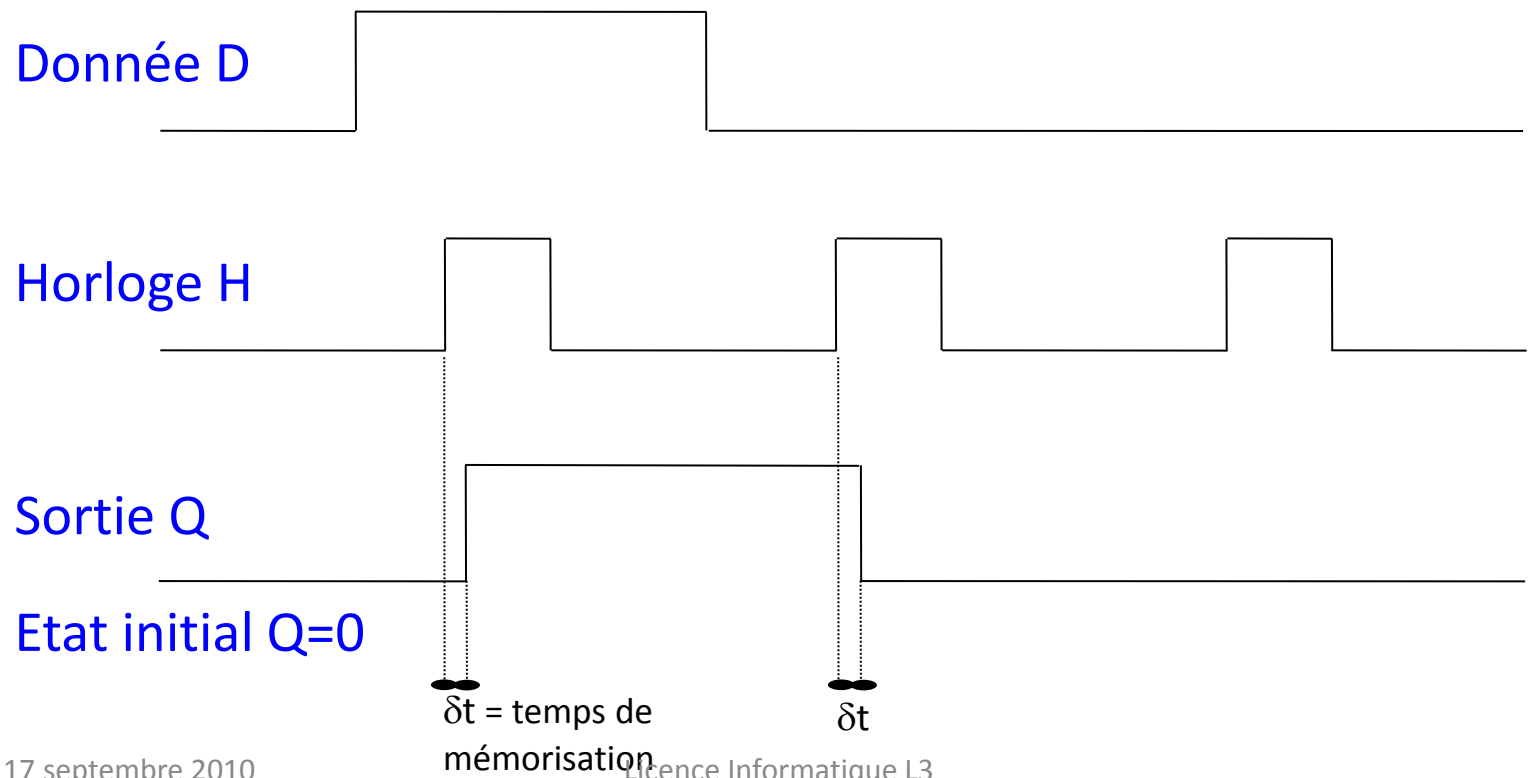 Donnée D
Horloge H
Sortie Q
Etat initial Q=0
δt = temps de
mémorisation
δt
17 septembre 2010
Licence Informatique L3